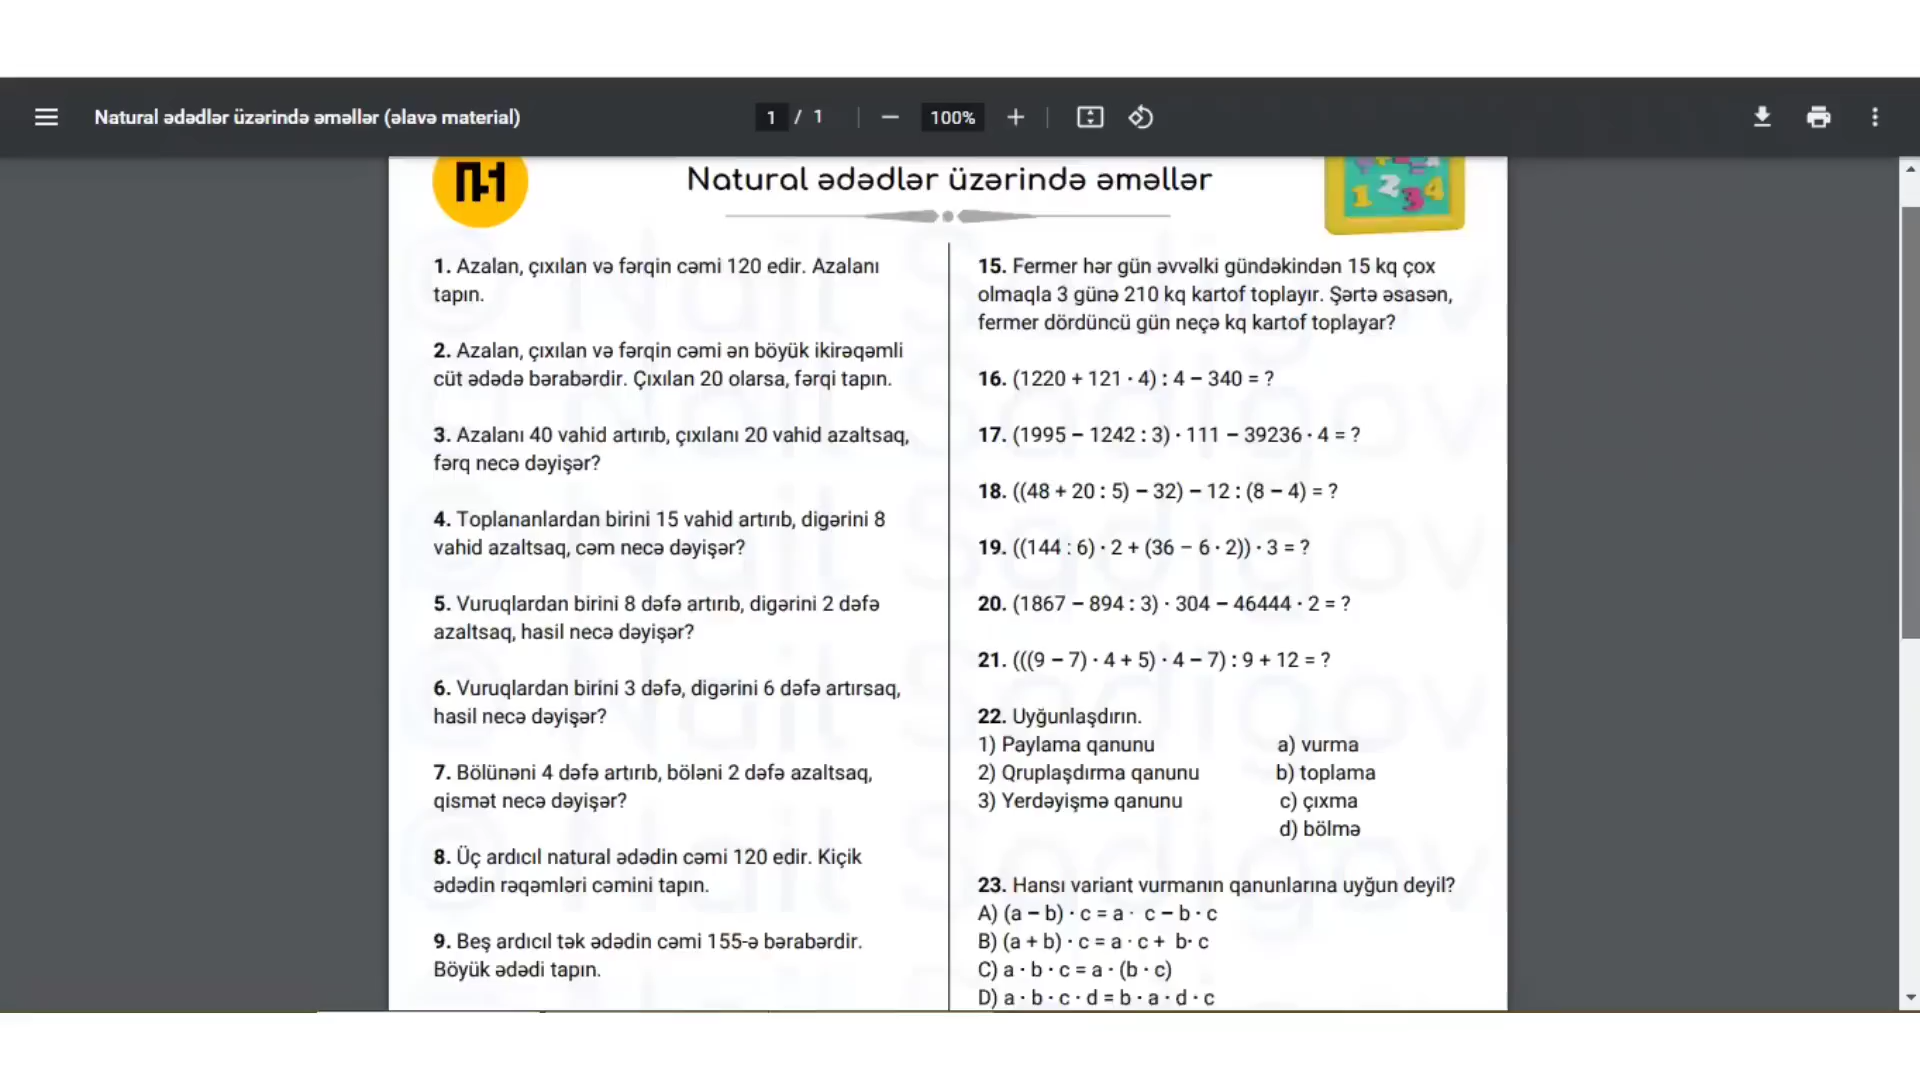 Natural ədədlər üzərində əməllər (əlavə material)
1 / 1
100%
Natural ədədlər üzərində əməllər
1. Azalan, çıxılan və fərqin cəmi 120 edir. Azalanı
tapın.
2. Azalan, çıxılan və fərqin cəmi ən böyük ikirəqəmli
cüt ədədə bərabərdir. Çıxılan 20 olarsa, fərqi tapın.
3. Azalanı 40 vahid artırıb, çıxılanı 20 vahid azaltsaq,
fərq necə dəyişər?
4. Toplananlardan birini 15 vahid artırıb, digərini 8
vahid azaltsaq, cəm necə dəyişər?
5. Vuruqlardan birini 8 dəfə artırıb, digərini 2 dəfə
azaltsaq, hasil necə dəyişər?
6. Vuruqlardan birini 3 dəfə, digərini 6 dəfə artırsaq,
hasil necə dəyişər?
7. Bölünəni 4 dəfə artırıb, böləni 2 dəfə azaltsaq,
qismət necə dəyişər?
8. Üç ardıcıl natural ədədin cəmi 120 edir. Kiçik
ədədin rəqəmləri cəmini tapın.
9. Beş ardıcıl tək ədədin cəmi 155-ə bərabərdir.
Böyük ədədi tapın.
15. Fermer hər gün əvvəlki gündəkindən 15 kq çox
olmaqla 3 günə 210 kq kartof toplayır. Şərtə əsasən,
fermer dördüncü gün neçə kq kartof toplayar?
16. (1220 + 121 · 4) : 4 – 340 = ?
17. (1995 – 1242 : 3) · 111 – 39236 · 4 = ?
18. ((48 + 20 : 5) – 32) – 12 : (8 – 4) = ?
19. ((144 : 6) · 2 + (36 – 6 · 2)) · 3 = ?
20. (1867 – 894 : 3) · 304 – 46444 · 2 = ?
21. (((9 – 7) · 4 + 5) · 4 – 7) : 9 + 12 = ?
22. Uyğunlaşdırın.
1) Paylama qanunu a) vurma
2) Qruplaşdırma qanunu b) toplama
3) Yerdəyişmə qanunu c) çıxma
d) bölmə
23. Hansı variant vurmanın qanunlarına uyğun deyil?
A) (a – b) · c = a · c – b · c
B) (a + b) · c = a · c + b· c
C) a · b · c = a · (b · c)
D) a · b · c · d = b · a · d · c
© Nail Sadigov
© Nail Sadigov
© Nail Sadigov
© Nail Sadigov
© Nail Sadigov